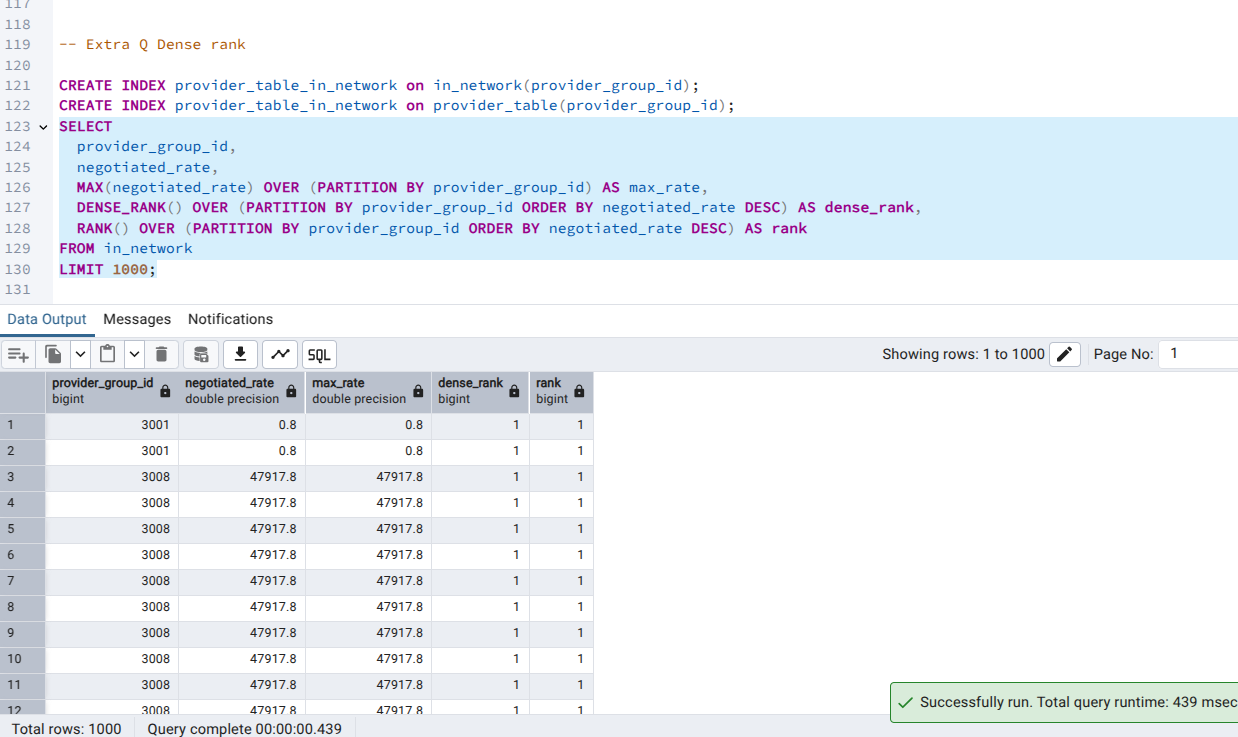 117
118
119 -- Extra Q Dense rank
120
121 CREATE INDEX provider_table_in_network on in_network(provider_group_id);
122 CREATE INDEX provider_table_in_network on provider_table(provider_group_id);
123 SELECT
124 provider_group_id,
125 negotiated_rate,
126 MAX(negotiated_rate) OVER (PARTITION BY provider_group_id) AS max_rate,
127 DENSE_RANK() OVER (PARTITION BY provider_group_id ORDER BY negotiated_rate DESC) AS dense_rank,
128 RANK() OVER (PARTITION BY provider_group_id ORDER BY negotiated_rate DESC) AS rank
129 FROM in_network
130 LIMIT 1000;
131
Data Output Messages Notifications
SQL Showing rows: 1 to 1000 Page No: 1
provider_group_id negotiated_rate max_rate dense_rank rank
bigint double precision double precision bigint bigint
1 3001 0.8 0.8 1 1
2 3001 0.8 0.8 1 1
3 3008 47917.8 47917.8 1 1
4 3008 47917.8 47917.8 1 1
5 3008 47917.8 47917.8 1 1
6 3008 47917.8 47917.8 1 1
7 3008 47917.8 47917.8 1 1
8 3008 47917.8 47917.8 1 1
9 3008 47917.8 47917.8 1 1
10 3008 47917.8 47917.8 1 1
11 3008 47917.8 47917.8 1 1
12 3008 47917.8 47917.8 1 1
Successfully run. Total query runtime: 439 msec
Total rows: 1000 Query complete 00:00:00.439